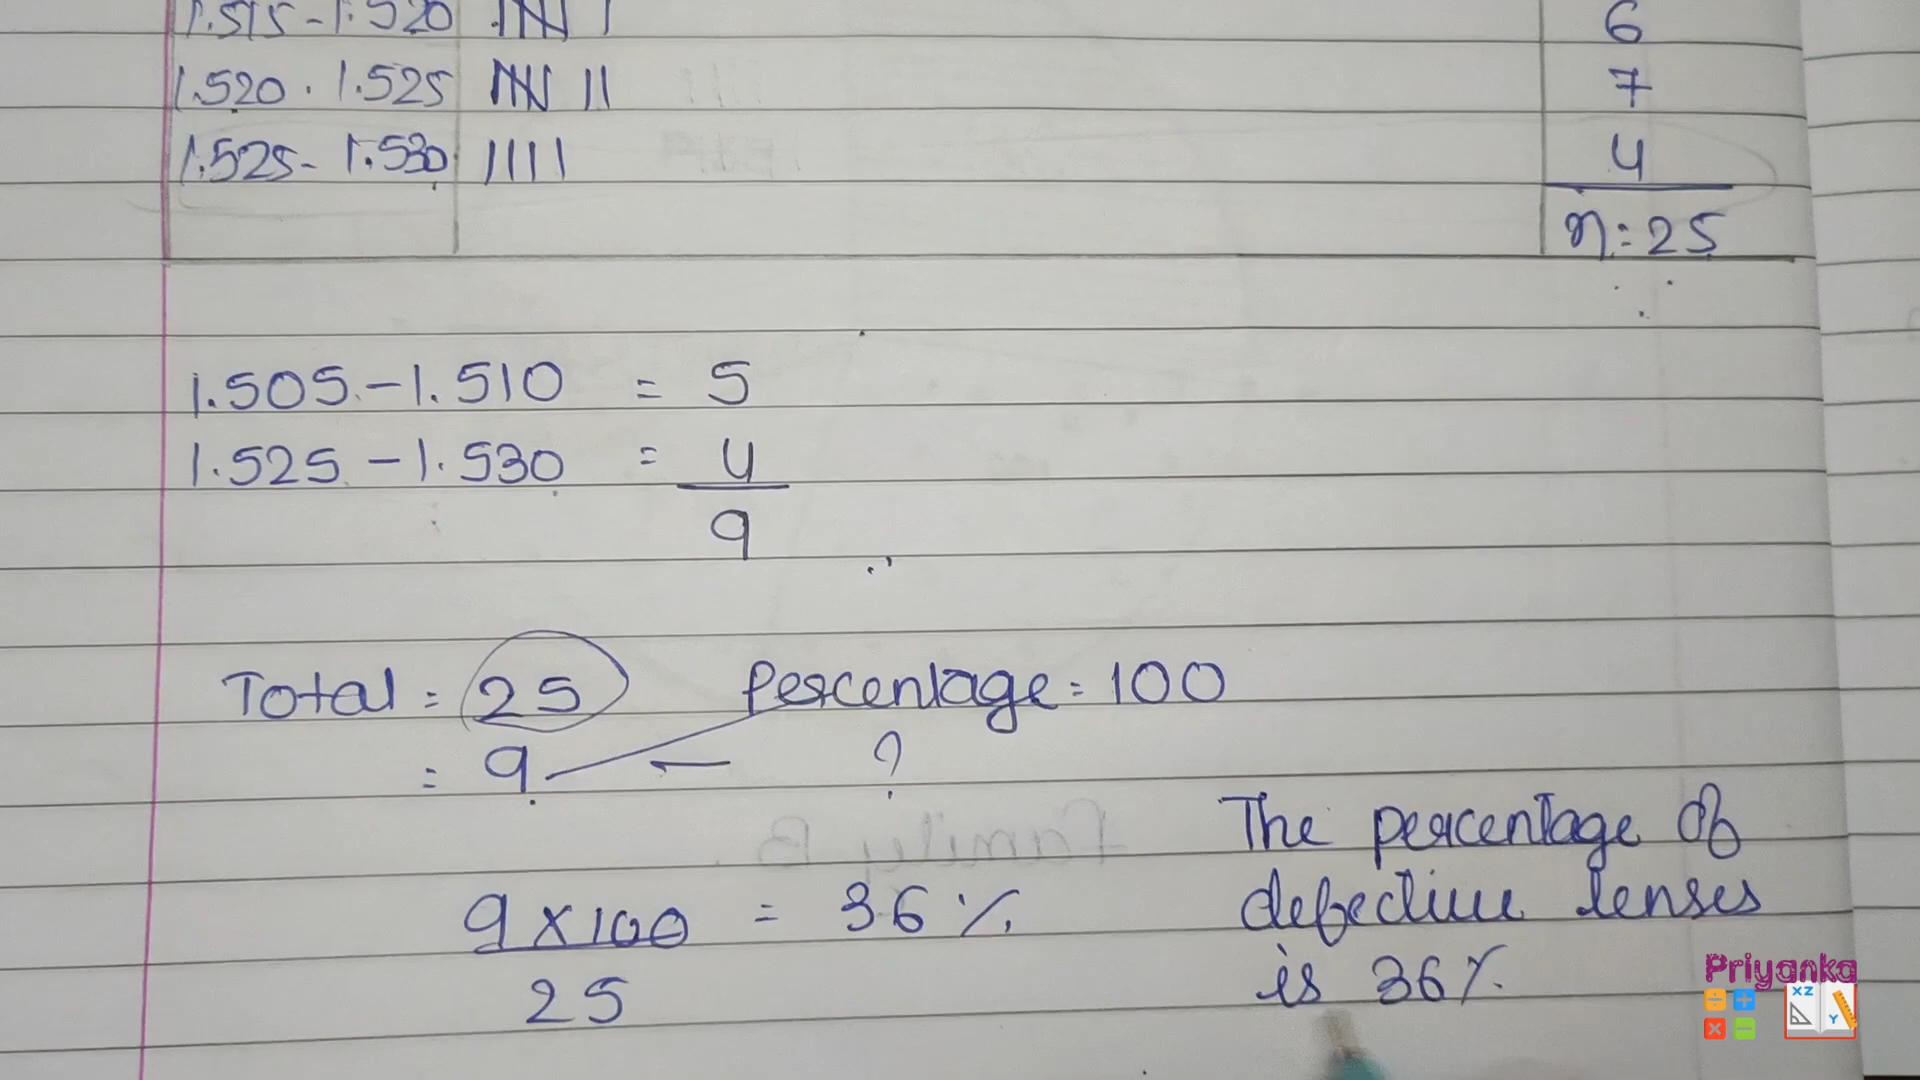 1.515-1.520 6
1.520 . 1.525 7
1.525- 1.530 4
n=25
1.505-1.510 = 5
1.525-1.530 = 4
9
Total = 25 Percentage = 100
= 9 ?
9 x 100 = 36%
25
The percentage of
defective lenses
is 36%.
Priyanka
XZ
Y